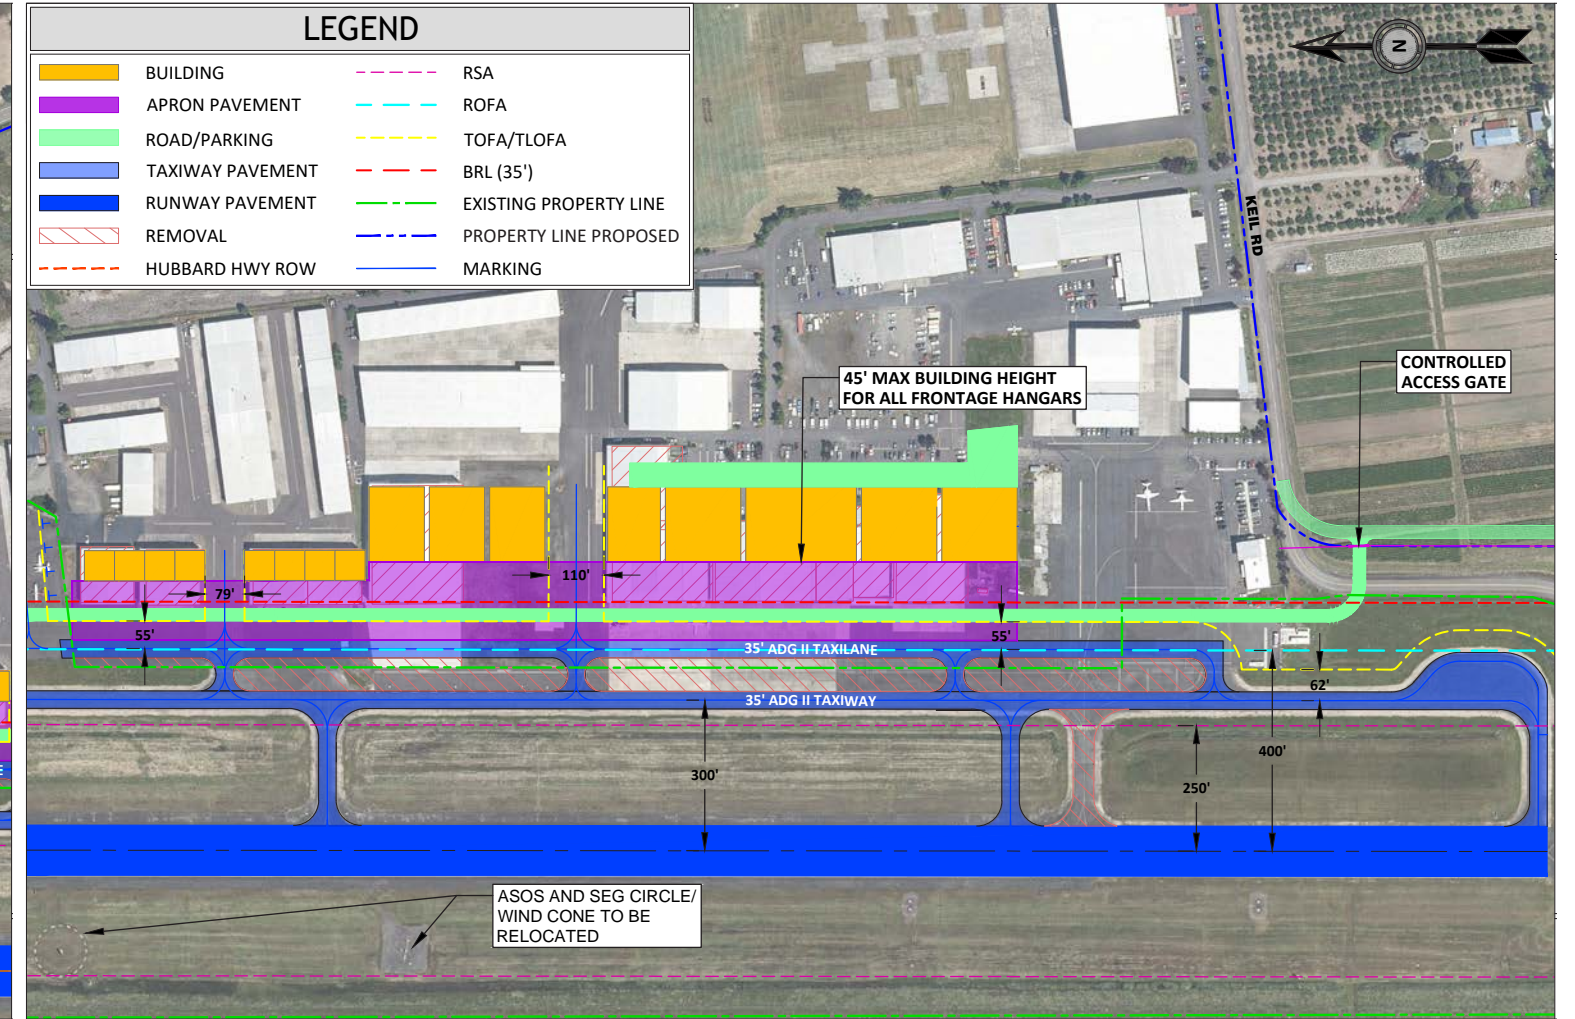 LEGEND
BUILDING
APRON PAVEMENT
ROAD/PARKING
TAXIWAY PAVEMENT
RUNWAY PAVEMENT
REMOVAL
HUBBARD HWY ROW
RSA
ROFA
TOFA/TLOFA
BRL (35')
EXISTING PROPERTY LINE
PROPERTY LINE PROPOSED
MARKING
N
KEIL RD
CONTROLLED
ACCESS GATE
45' MAX BUILDING HEIGHT
FOR ALL FRONTAGE HANGARS
110'
79'
55'
55'
35' ADG II TAXILANE
62'
35' ADG II TAXIWAY
300'
250'
400'
ASOS AND SEG CIRCLE/
WIND CONE TO BE
RELOCATED
E